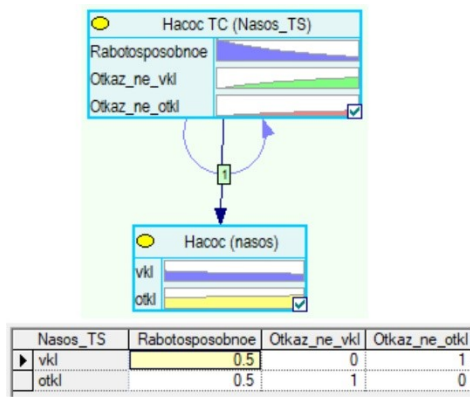 Насос ТС (Nasos_TS)
Rabotosposobnoe
Otkaz_ne_vkl
Otkaz_ne_otkl
1
Насос (nasos)
vkl
otkl
Nasos_TS Rabotosposobnoe Otkaz_ne_vkl Otkaz_ne_otkl
vkl 0.5 0 1
otkl 0.5 1 0